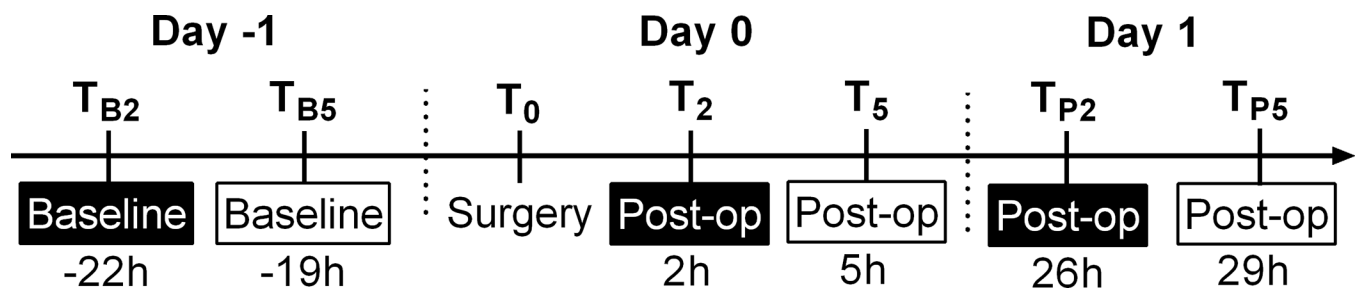 Day -1 Day 0 Day 1
TB2 TB5 T0 T2 T5 TP2 TP5
Baseline Baseline Surgery Post-op Post-op Post-op Post-op
-22h -19h 2h 5h 26h 29h